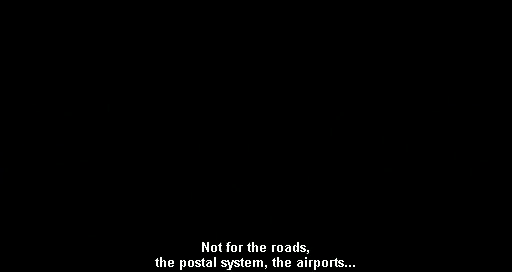 Not for the roads,
the postal system, the airports...